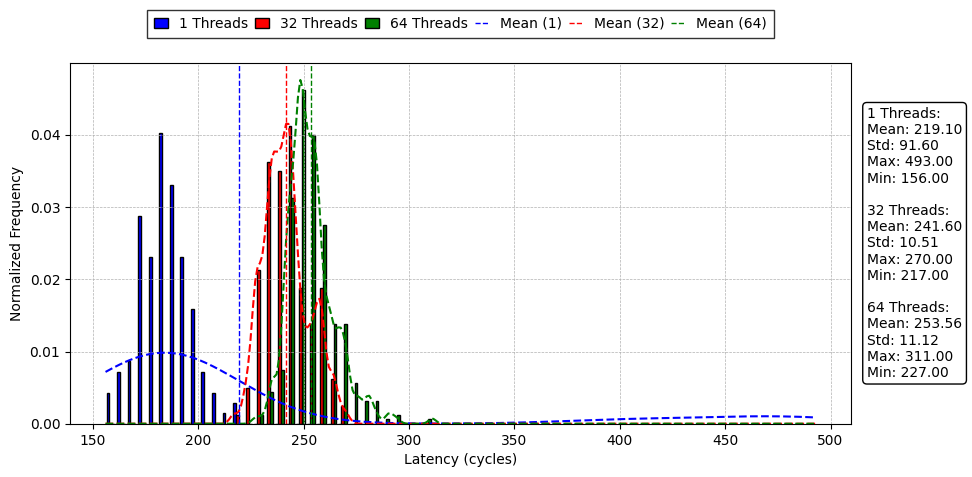 1 Threads 32 Threads 64 Threads Mean (1) Mean (32) Mean (64)
Normalized Frequency
0.04
0.03
0.02
0.01
0.00
150 200 250 300 350 400 450 500
Latency (cycles)
1 Threads:
Mean: 219.10
Std: 91.60
Max: 493.00
Min: 156.00
32 Threads:
Mean: 241.60
Std: 10.51
Max: 270.00
Min: 217.00
64 Threads:
Mean: 253.56
Std: 11.12
Max: 311.00
Min: 227.00